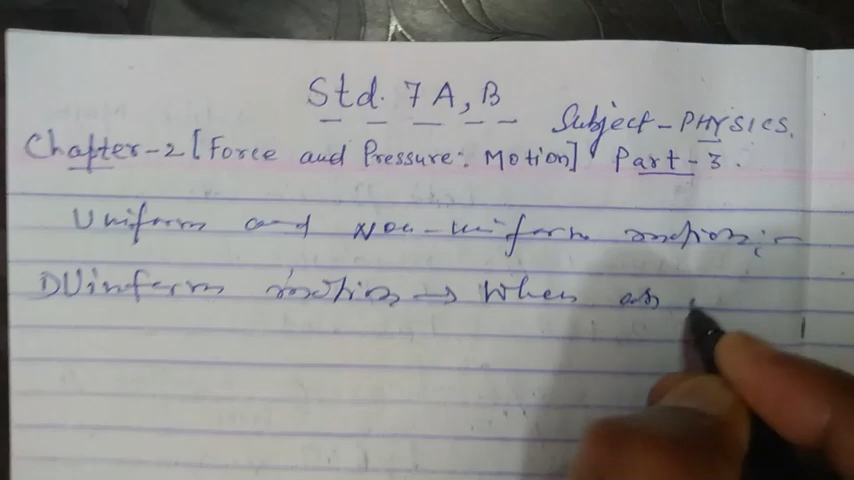 Std. 7 A, B
Subject - PHYSICS.
Chapter-2 [Force and Pressure: Motion] Part-3.
Uniform and Non-uniform motion:-
1) Uniform motion → When an